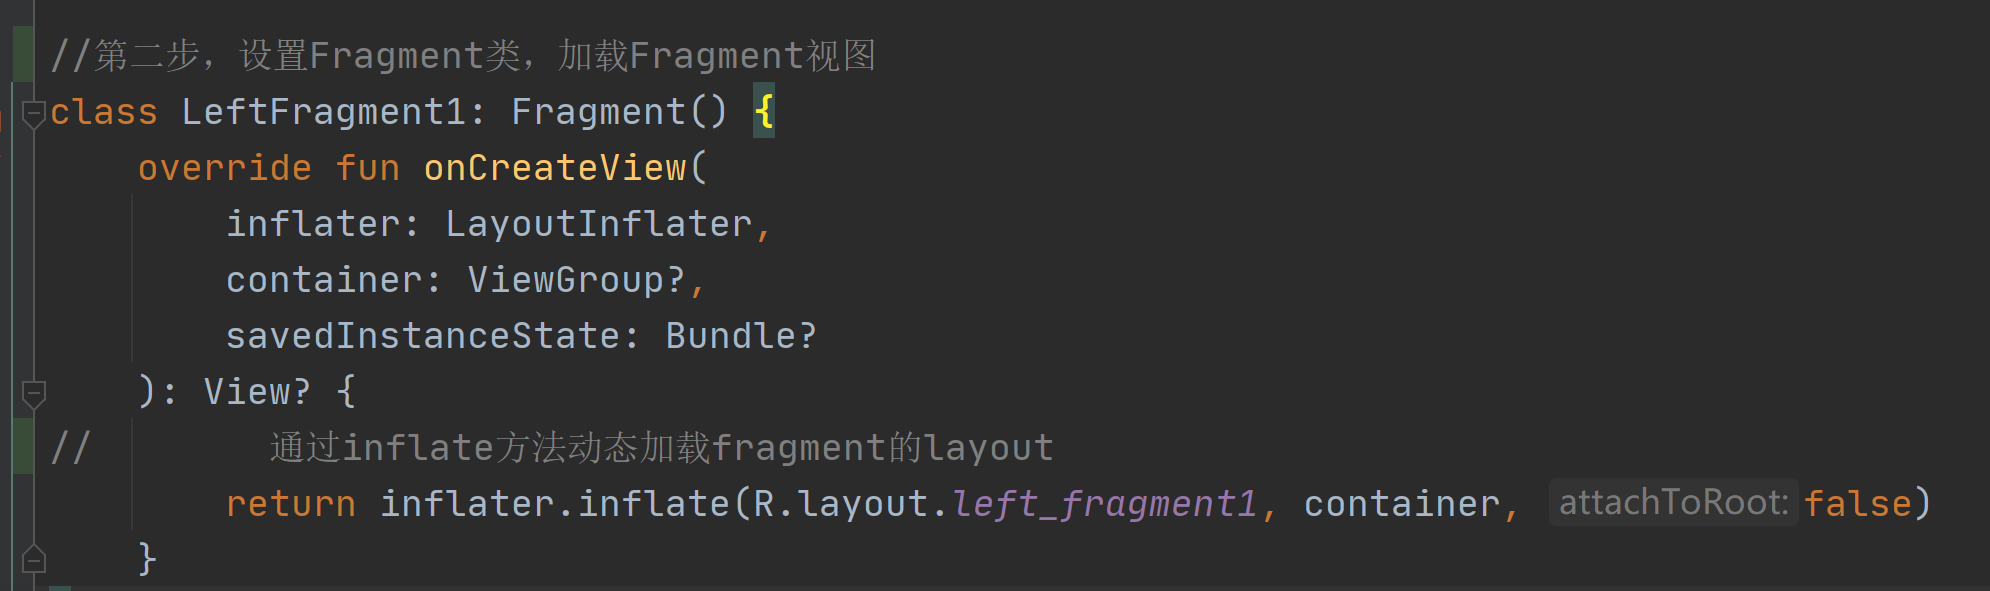 //第二步，设置Fragment类，加载Fragment视图
class LeftFragment1: Fragment() {
    override fun onCreateView(
        inflater: LayoutInflater,
        container: ViewGroup?,
        savedInstanceState: Bundle?
    ): View? {
//        通过inflate方法动态加载fragment的layout
        return inflater.inflate(R.layout.left_fragment1, container, attachToRoot: false)
    }